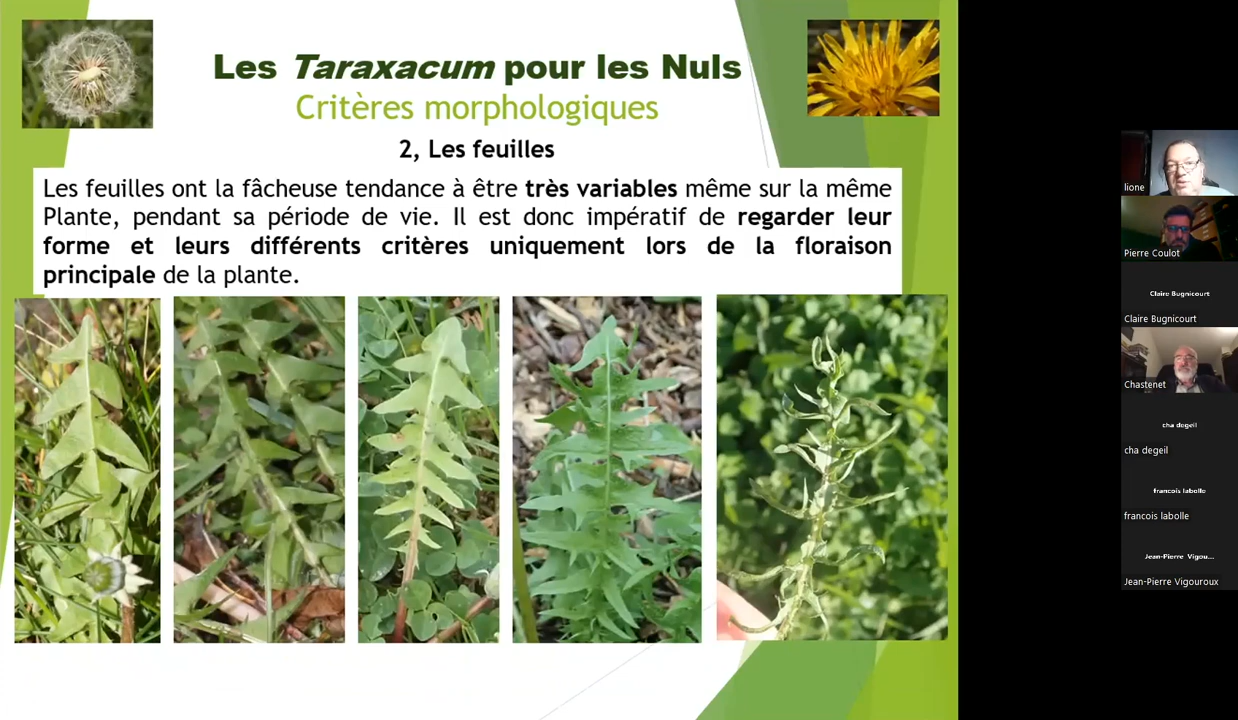 Les Taraxacum pour les Nuls
Critères morphologiques
2, Les feuilles
Les feuilles ont la fâcheuse tendance à être très variables même sur la même
Plante, pendant sa période de vie. Il est donc impératif de regarder leur
forme et leurs différents critères uniquement lors de la floraison
principale de la plante.
lione
Pierre Coulot
Claire Bugnicourt
Claire Bugnicourt
Chastenet
cha degeil
cha degeil
francois labolle
francois labolle
Jean-Pierre Vigou...
Jean-Pierre Vigouroux